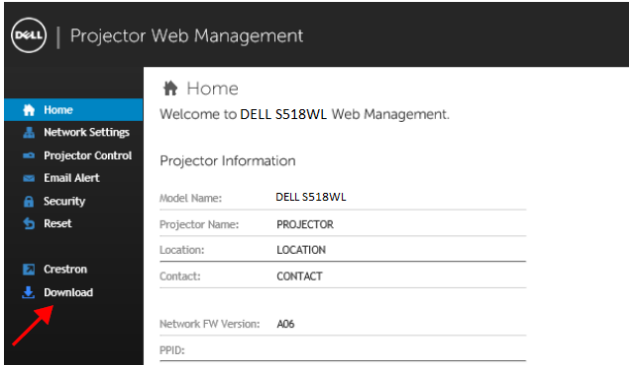 DELL | Projector Web Management
Home
Network Settings
Projector Control
Email Alert
Security
Reset
Crestron
Download
Home
Welcome to DELL S518WL Web Management.
Projector Information
Model Name: DELL S518WL
Projector Name: PROJECTOR
Location: LOCATION
Contact: CONTACT
Network FW Version: A06
PPID: